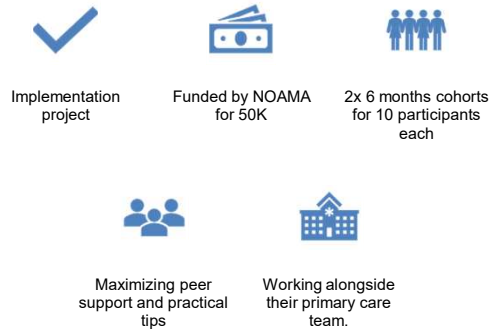 Implementation
project
Funded by NOAMA
for 50K
2x 6 months cohorts
for 10 participants
each
Maximizing peer
support and practical
tips
Working alongside
their primary care
team.